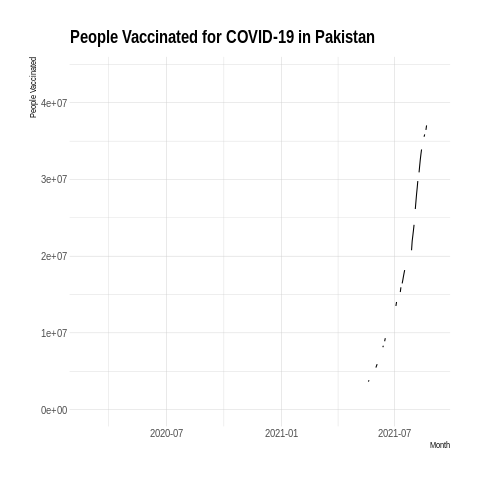 People Vaccinated for COVID-19 in Pakistan
People Vaccinated
4e+07
3e+07
2e+07
1e+07
0e+00
2020-07
2021-01
2021-07
Month